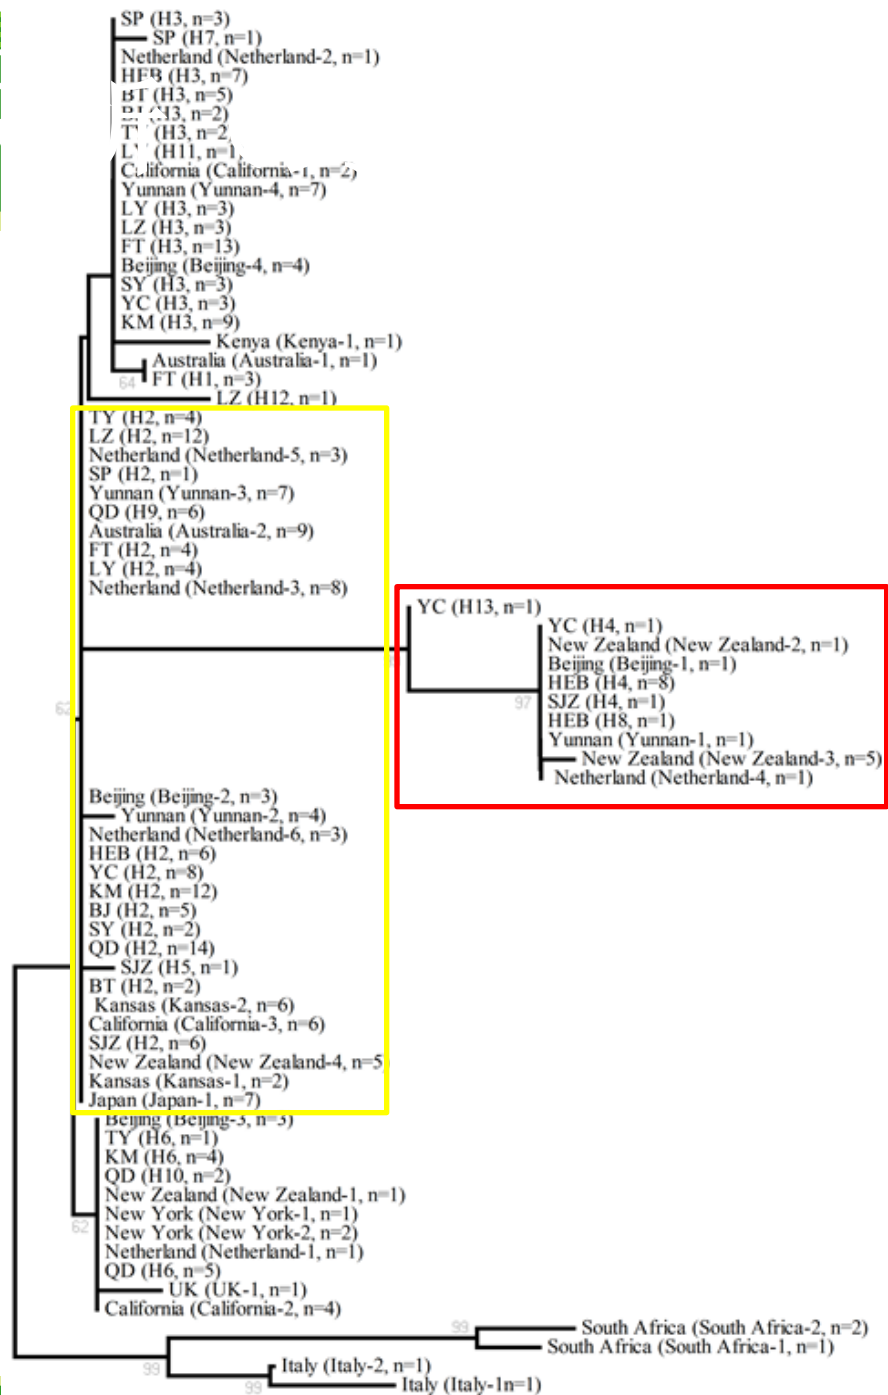 SP (H3, n=3)
SP (H7, n=1)
Netherland (Netherland-2, n=1)
HEB (H3, n=7)
BT (H3, n=5)
BJ (H3, n=2)
(H3, n=2
(H11, n=1,
California (California-1, n=2)
Yunnan (Yunnan-4, n=7)
LY (H3, n=3)
LZ (H3, n=3)
FT (H3, n=13)
Beijing (Beijing-4, n=4)
SY (H3, n=3)
YC (H3, n=3)
KM (H3, n=9)
Kenya (Kenya-1, n=1)
Australia (Australia-1, n=1)
64
FT (H1, n=3)
LZ (H12, n=1)
TY (H2, n=4)
LZ (H2, n=12)
Netherland (Netherland-5, n=3)
SP (H2, n=1)
Yunnan (Yunnan-3, n=7)
QD (H9, n=6)
Australia (Australia-2, n=9)
FT (H2, n=4)
LY (H2, n=4)
Netherland (Netherland-3, n=8)
YC (H13, n=1)
YC (H4, n=1)
New Zealand (New Zealand-2, n=1)
Beijing (Beijing-1, n=1)
HEB (H4, n=8)
97
SJZ (H4, n=1)
HEB (H8, n=1)
Yunnan (Yunnan-1, n=1)
New Zealand (New Zealand-3, n=5)
Netherland (Netherland-4, n=1)
62
Beijing (Beijing-2, n=3)
Yunnan (Yunnan-2, n=4)
Netherland (Netherland-6, n=3)
HEB (H2, n=6)
YC (H2, n=8)
KM (H2, n=12)
BJ (H2, n=5)
SY (H2, n=2)
QD (H2, n=14)
SJZ (H5, n=1)
BT (H2, n=2)
Kansas (Kansas-2, n=6)
California (California-3, n=6)
SJZ (H2, n=6)
New Zealand (New Zealand-4, n=5)
Kansas (Kansas-1, n=2)
Japan (Japan-1, n=7)
Beijing (Beijing-3, n=3)
TY (H6, n=1)
KM (H6, n=4)
QD (H10, n=2)
New Zealand (New Zealand-1, n=1)
New York (New York-1, n=1)
62
New York (New York-2, n=2)
Netherland (Netherland-1, n=1)
QD (H6, n=5)
UK (UK-1, n=1)
California (California-2, n=4)
99
South Africa (South Africa-2, n=2)
South Africa (South Africa-1, n=1)
99
Italy (Italy-2, n=1)
99
Italy (Italy-1n=1)